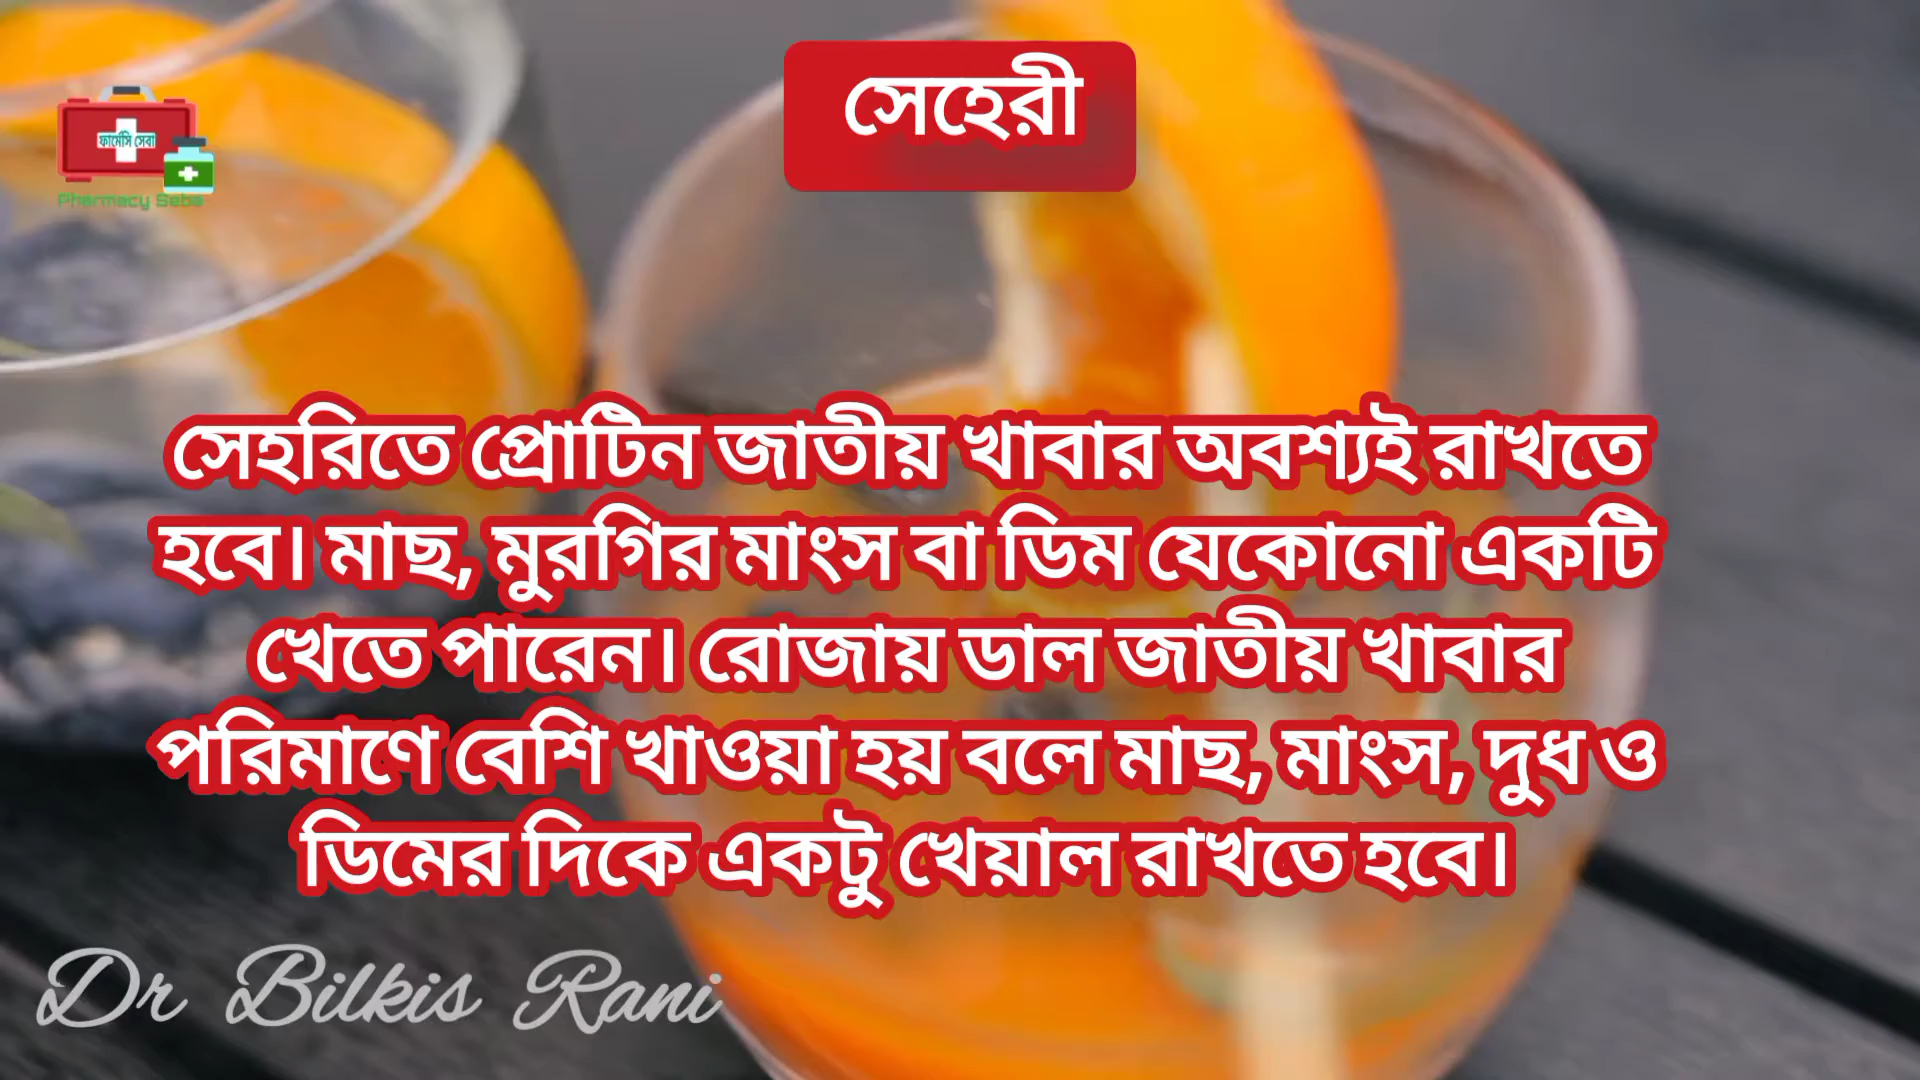 সেহেরী
ফার্মেসি সেবা
Pharmacy Seba
সেহরিতে প্রোটিন জাতীয় খাবার অবশ্যই রাখতে
হবে। মাছ, মুরগির মাংস বা ডিম যেকোনো একটি
খেতে পারেন। রোজায় ডাল জাতীয় খাবার
পরিমাণে বেশি খাওয়া হয় বলে মাছ, মাংস, দুধ ও
ডিমের দিকে একটু খেয়াল রাখতে হবে।
Dr Bilkis Rani